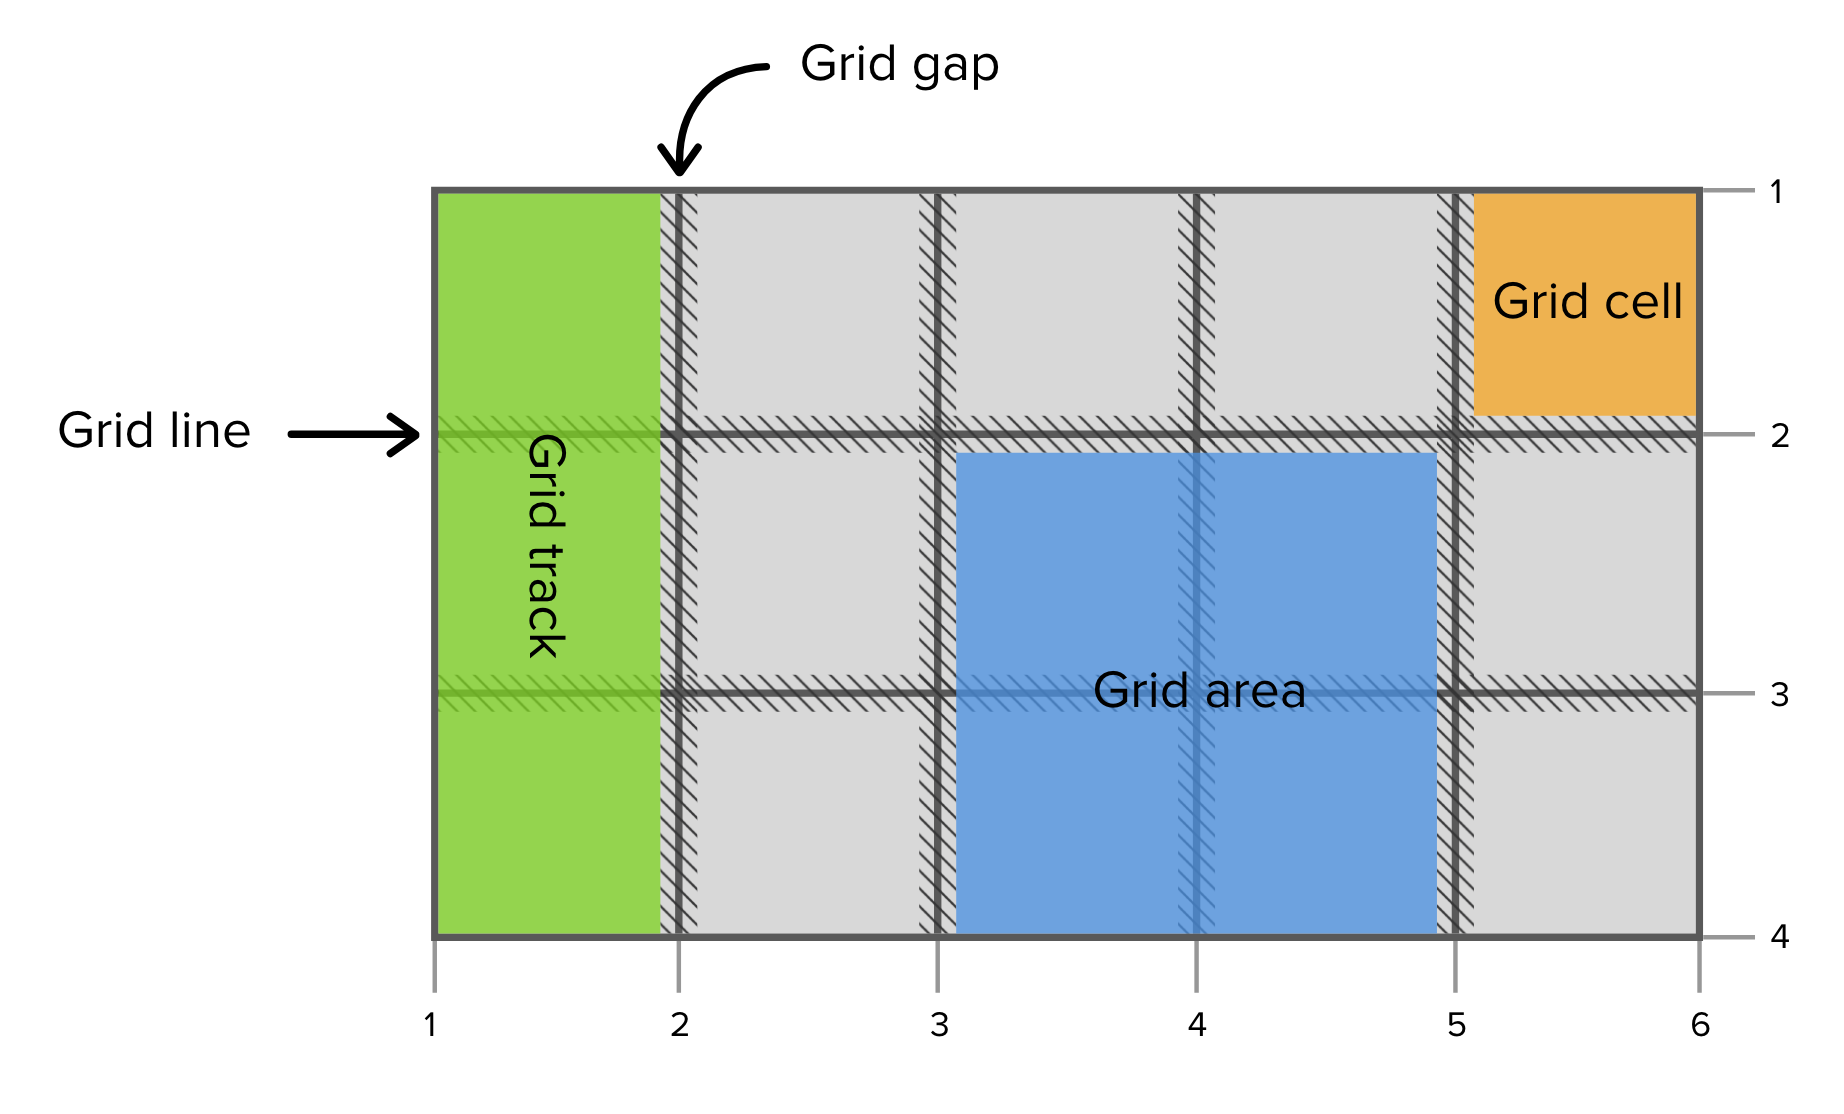 Grid gap
1
Grid cell
Grid line
2
Grid track
Grid area
3
4
1 2 3 4 5 6